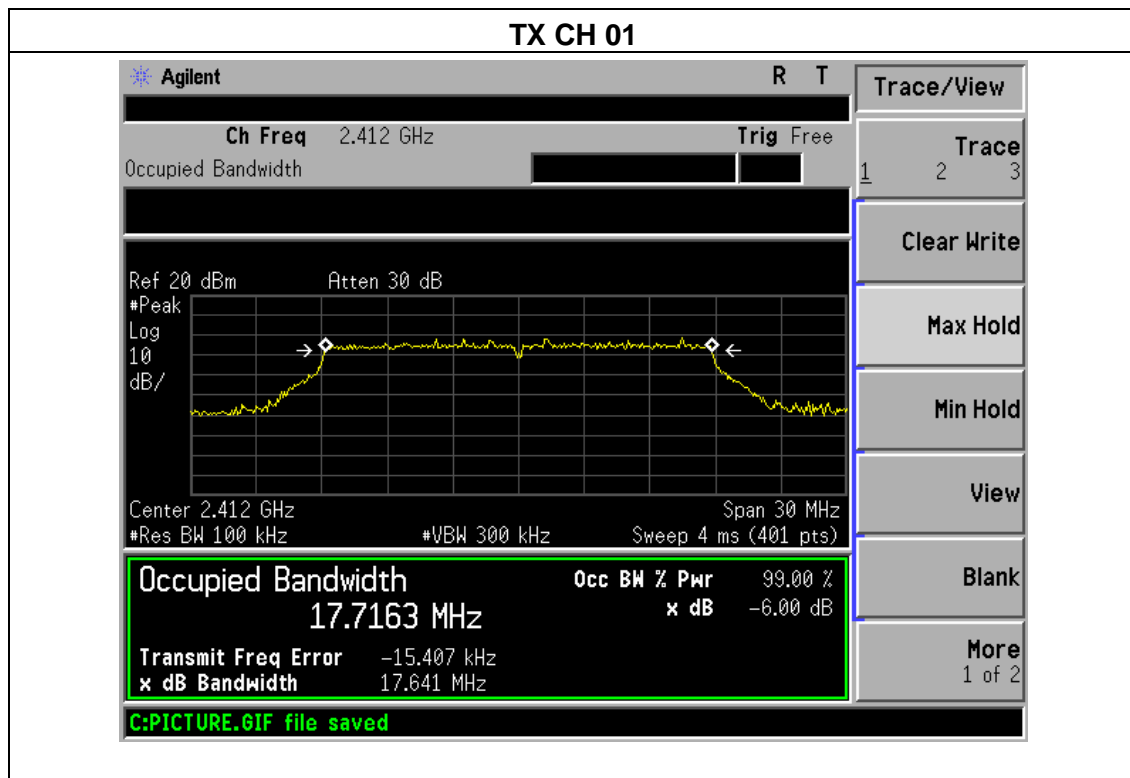 TX CH 01
Agilent R T
Trace/View
Ch Freq 2.412 GHz Trig Free
Occupied Bandwidth
Trace
1 2 3
Clear Write
Ref 20 dBm Atten 30 dB
#Peak
Log
10
dB/
Max Hold
Min Hold
View
Center 2.412 GHz Span 30 MHz
#Res BW 100 kHz #VBW 300 kHz Sweep 4 ms (401 pts)
Occupied Bandwidth Occ BW % Pwr 99.00 %
17.7163 MHz x dB -6.00 dB
Blank
Transmit Freq Error -15.407 kHz
x dB Bandwidth 17.641 MHz
More
1 of 2
C:PICTURE.GIF file saved